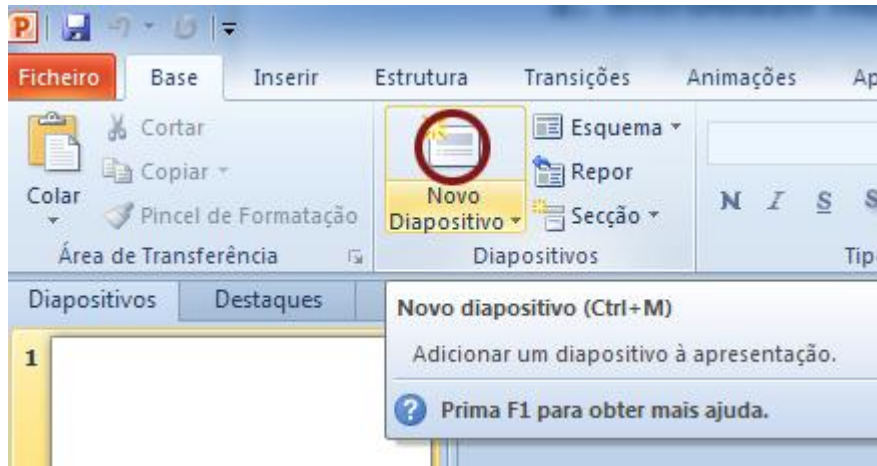 Ficheiro Base Inserir Estrutura Transições Animações
Cortar
Copiar
Colar
Pincel de Formatação
Área de Transferência
Novo
Diapositivo
Esquema
Repor
Secção
Diapositivos
N I S S
Diapositivos Destaques
1
Novo diapositivo (Ctrl+M)
Adicionar um diapositivo à apresentação.
Prima F1 para obter mais ajuda.